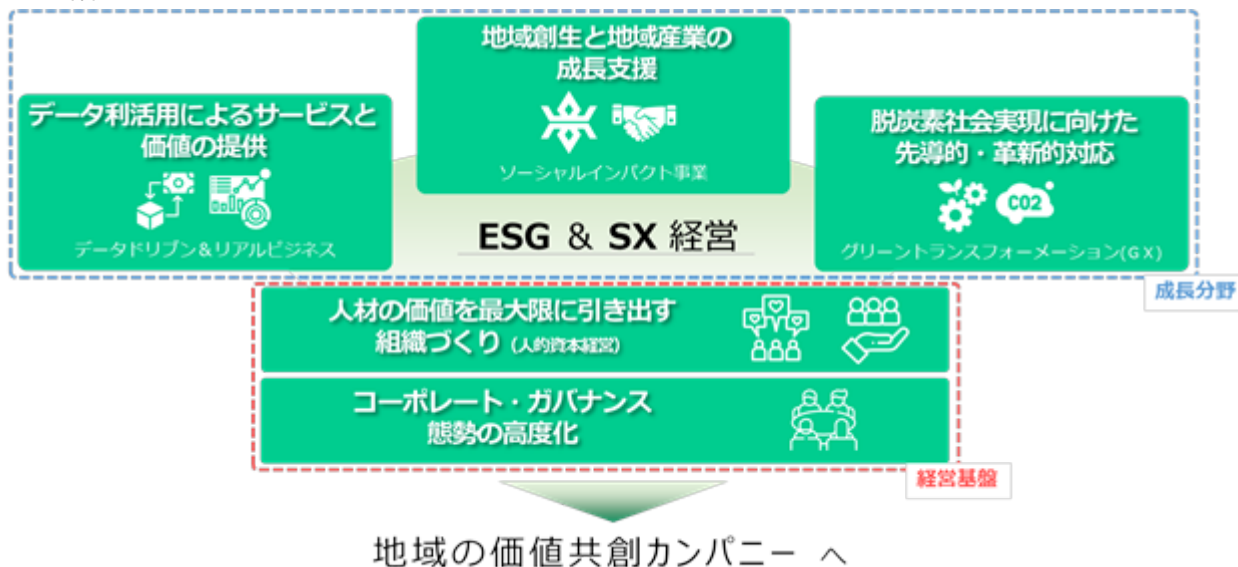 地域創生と地域産業の
成長支援
ソーシャルインパクト事業
データ利活用によるサービスと
価値の提供
データドリブン&リアルビジネス
脱炭素社会実現に向けた
先導的・革新的対応
CO2
グリーントランスフォーメーション(GX)
ESG & SX 経営
成長分野
人材の価値を最大限に引き出す
組織づくり (人的資本経営)
コーポレート・ガバナンス
態勢の高度化
経営基盤
地域の価値共創カンパニー へ